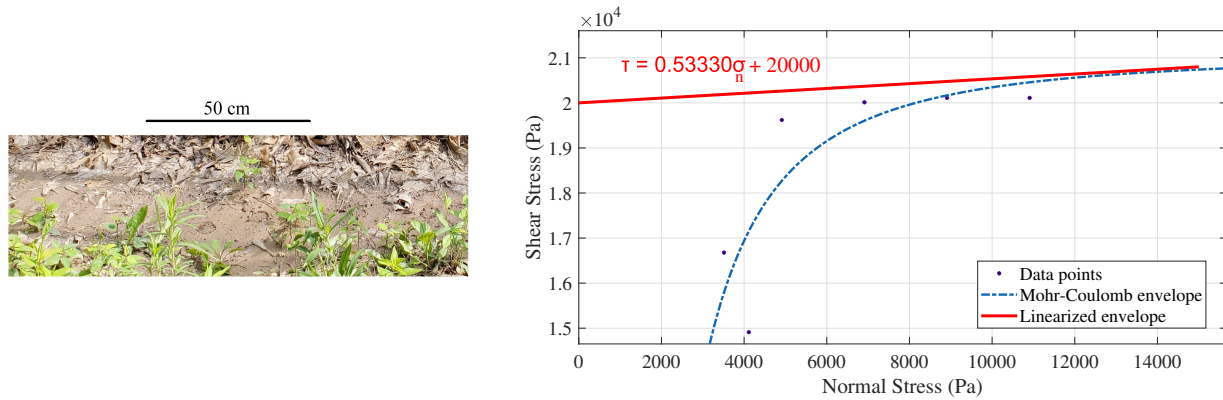 50 cm
×10⁴
τ = 0.53330σn + 20000
2.1
2
1.9
1.8
1.7
1.6
1.5
Shear Stress (Pa)
Data points
Mohr-Coulomb envelope
Linearized envelope
0 2000 4000 6000 8000 10000 12000 14000
Normal Stress (Pa)